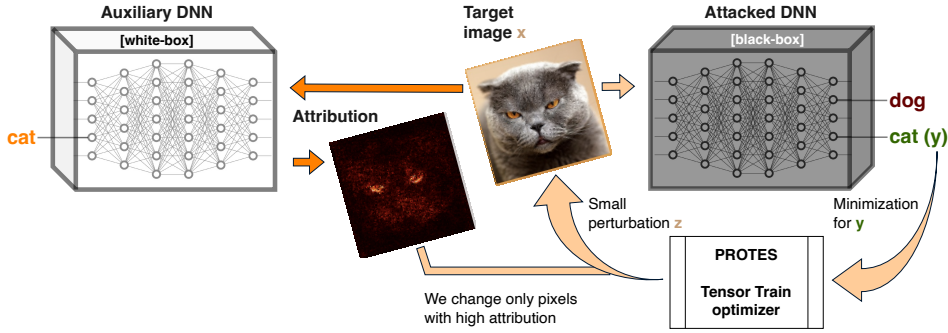 Auxiliary DNN
[white-box]
cat
Target
image x
Attribution
Attacked DNN
[black-box]
dog
cat (y)
Small
perturbation z
Minimization
for y
PROTES
Tensor Train
optimizer
We change only pixels
with high attribution